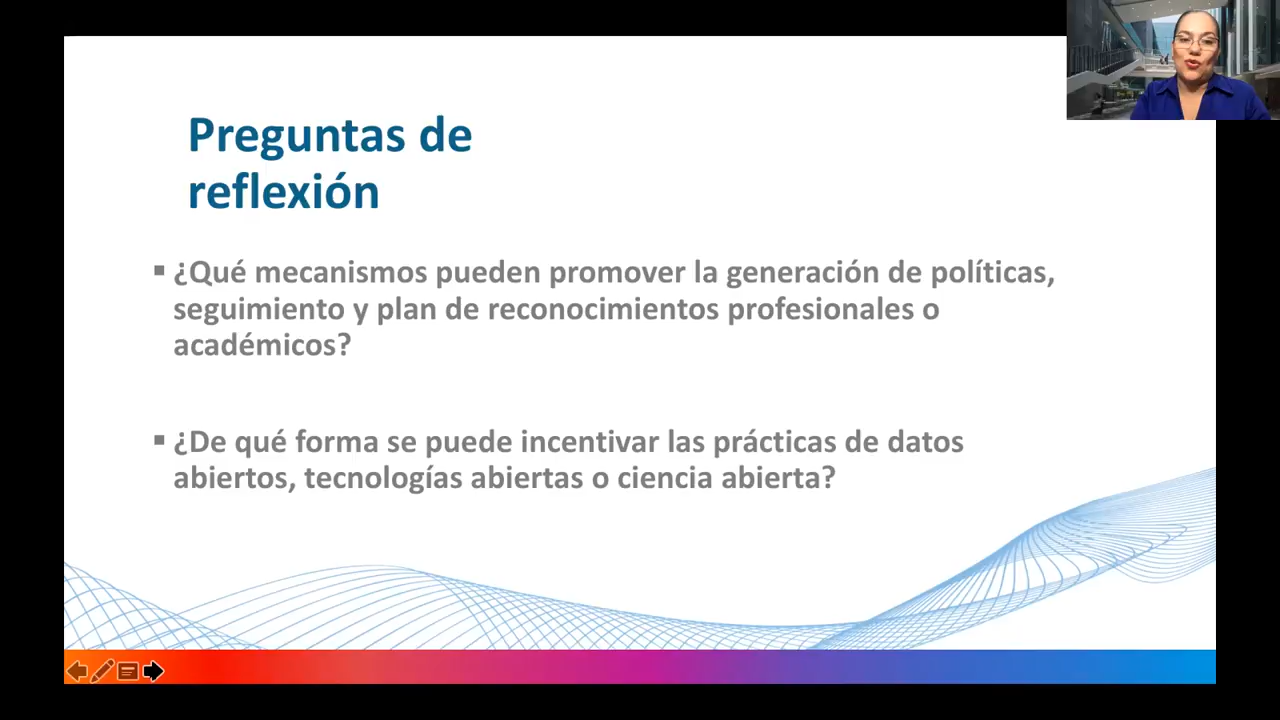 Preguntas de
reflexión
▪ ¿Qué mecanismos pueden promover la generación de políticas,
seguimiento y plan de reconocimientos profesionales o
académicos?
▪ ¿De qué forma se puede incentivar las prácticas de datos
abiertos, tecnologías abiertas o ciencia abierta?